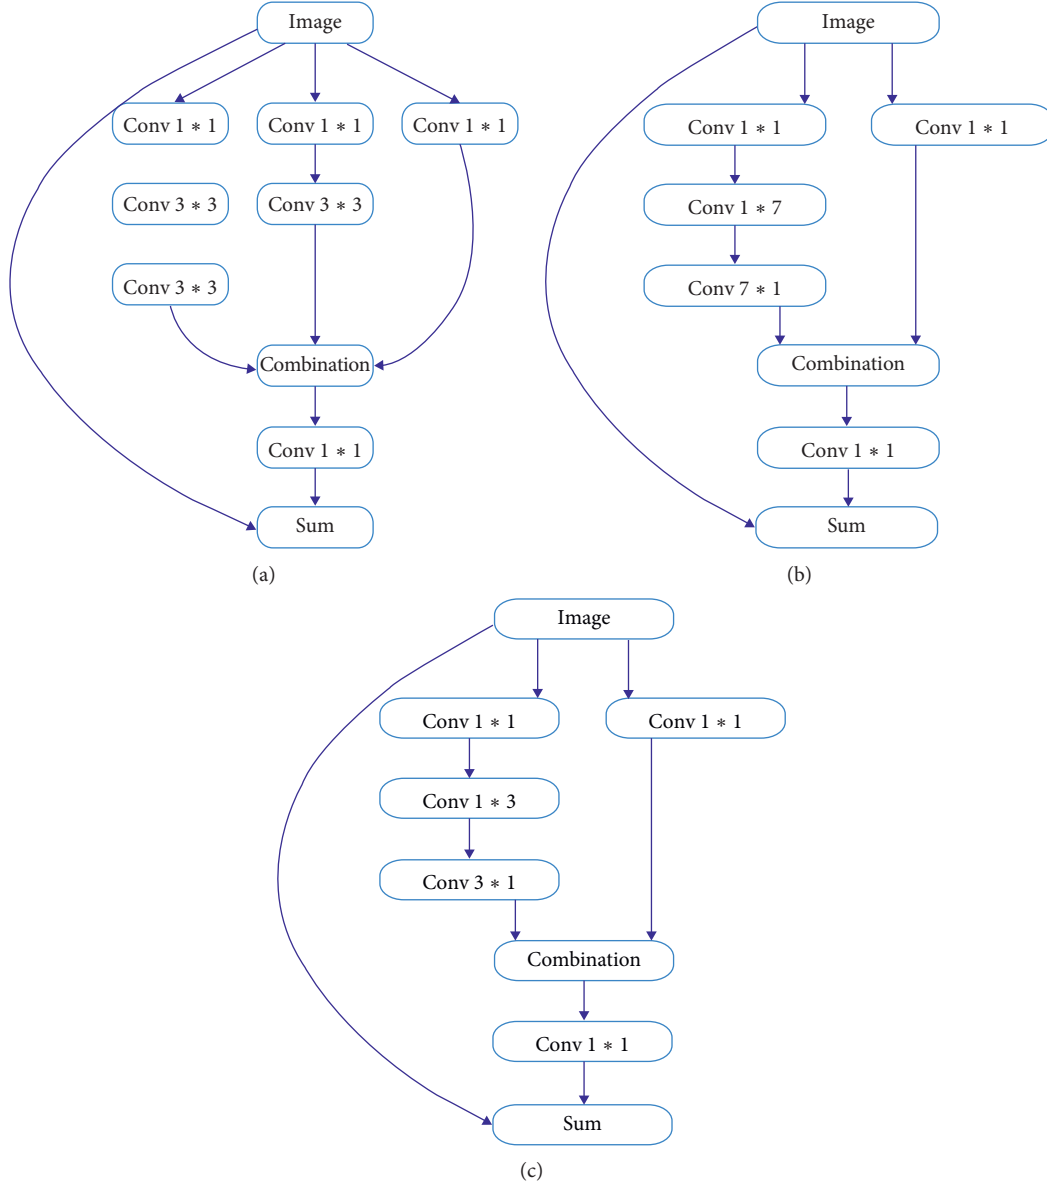 Image
Conv 1 * 1
Conv 1 * 1
Conv 1 * 1
Conv 3 * 3
Conv 3 * 3
Conv 3 * 3
Combination
Conv 1 * 1
Sum
(a)
Image
Conv 1 * 1
Conv 1 * 1
Conv 1 * 7
Conv 7 * 1
Combination
Conv 1 * 1
Sum
(b)
Image
Conv 1 * 1
Conv 1 * 1
Conv 1 * 3
Conv 3 * 1
Combination
Conv 1 * 1
Sum
(c)